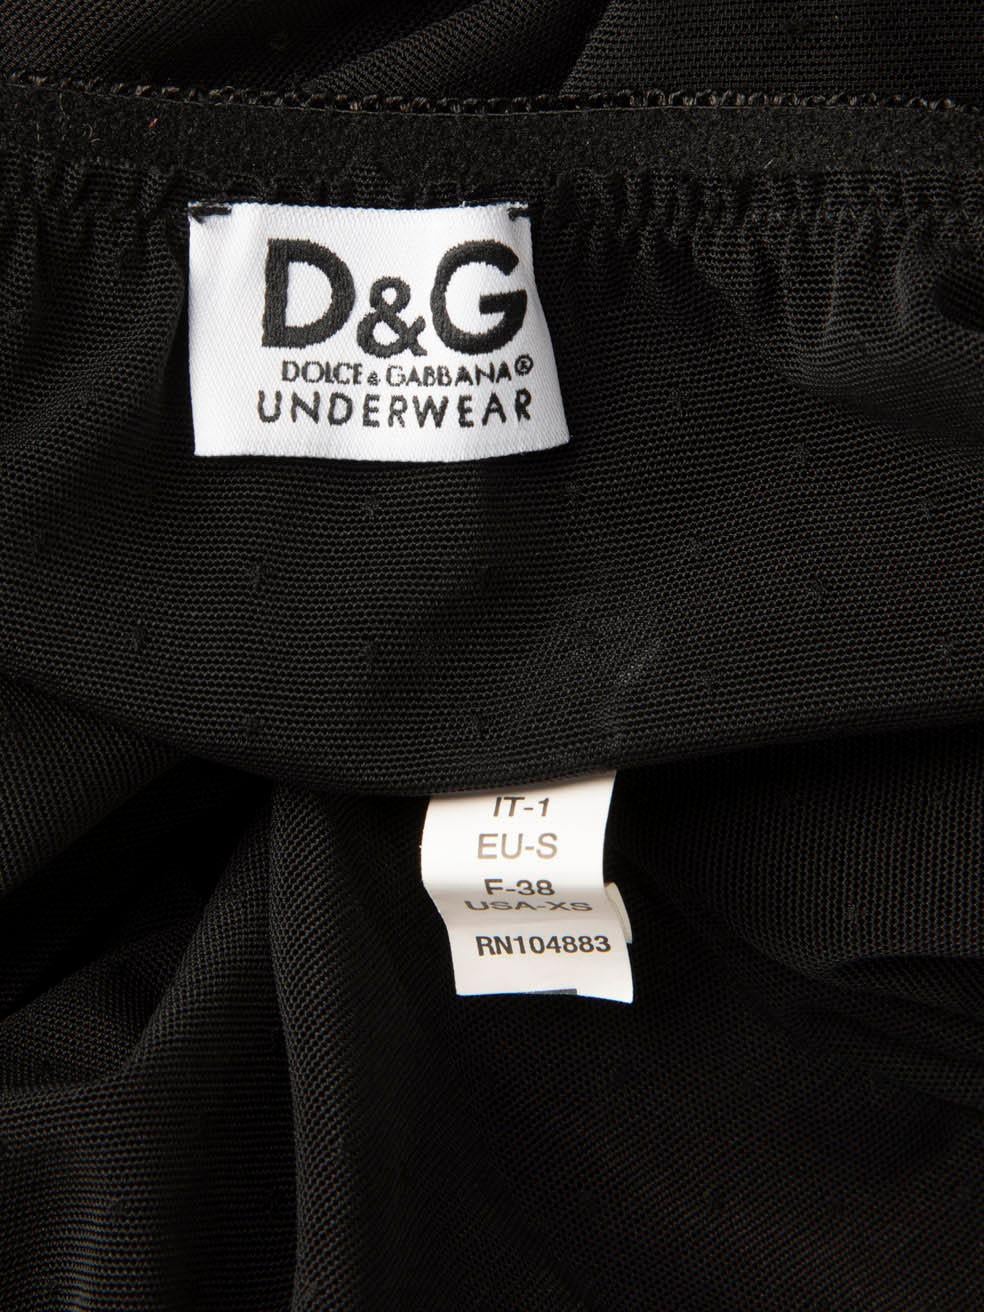 D&G
DOLCE & GABBANA®
UNDERWEAR
IT-1
EU-S
F-38
USA-XS
RN104883